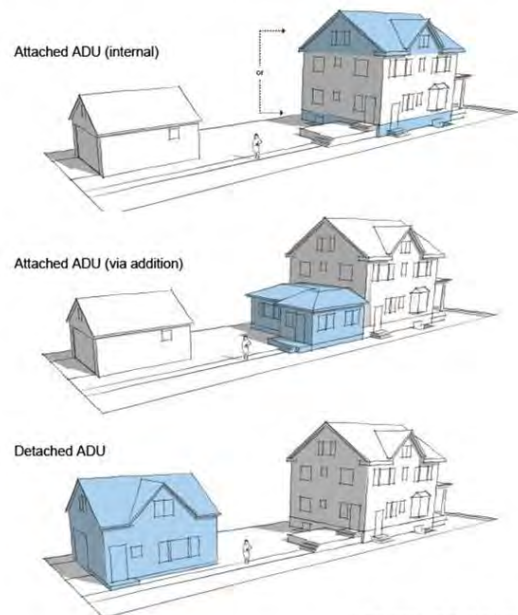 Attached ADU (internal)
or
Attached ADU (via addition)
Detached ADU